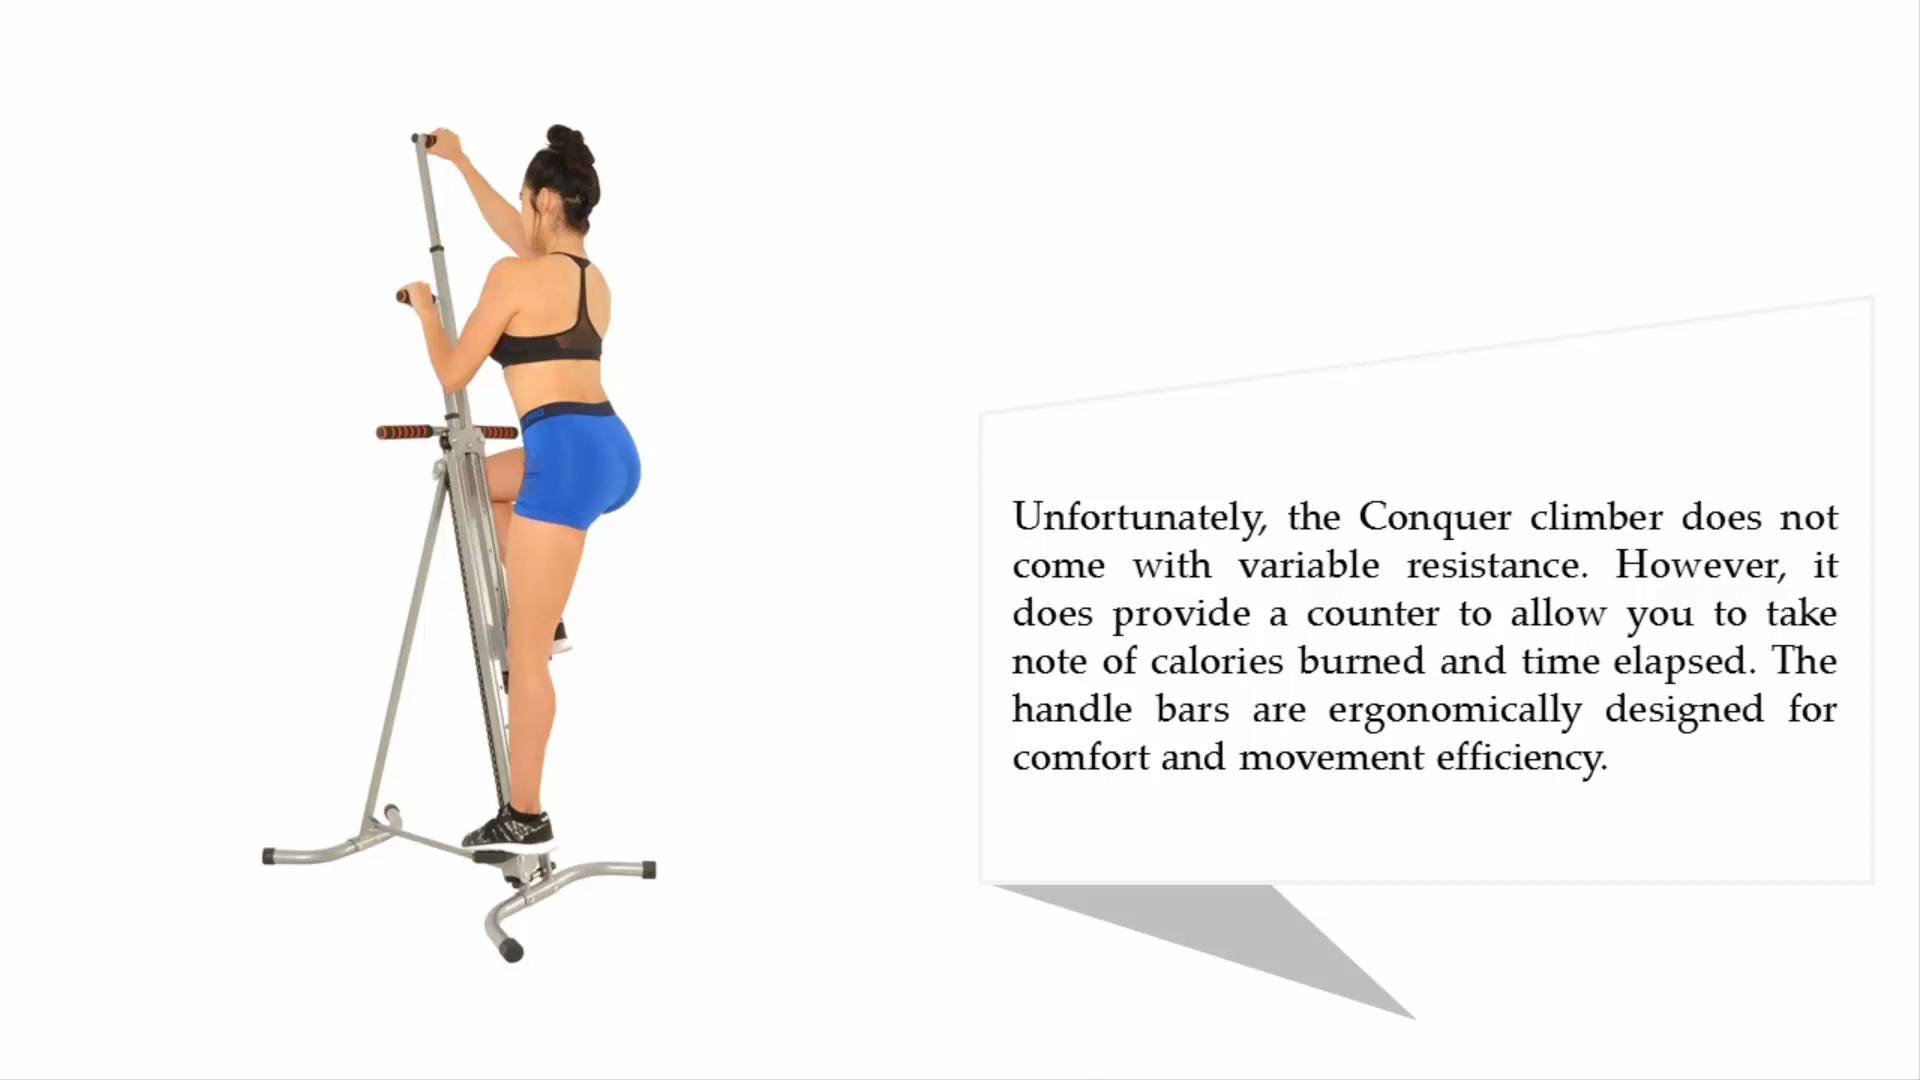 Unfortunately, the Conquer climber does not
come with variable resistance. However, it
does provide a counter to allow you to take
note of calories burned and time elapsed. The
handle bars are ergonomically designed for
comfort and movement efficiency.